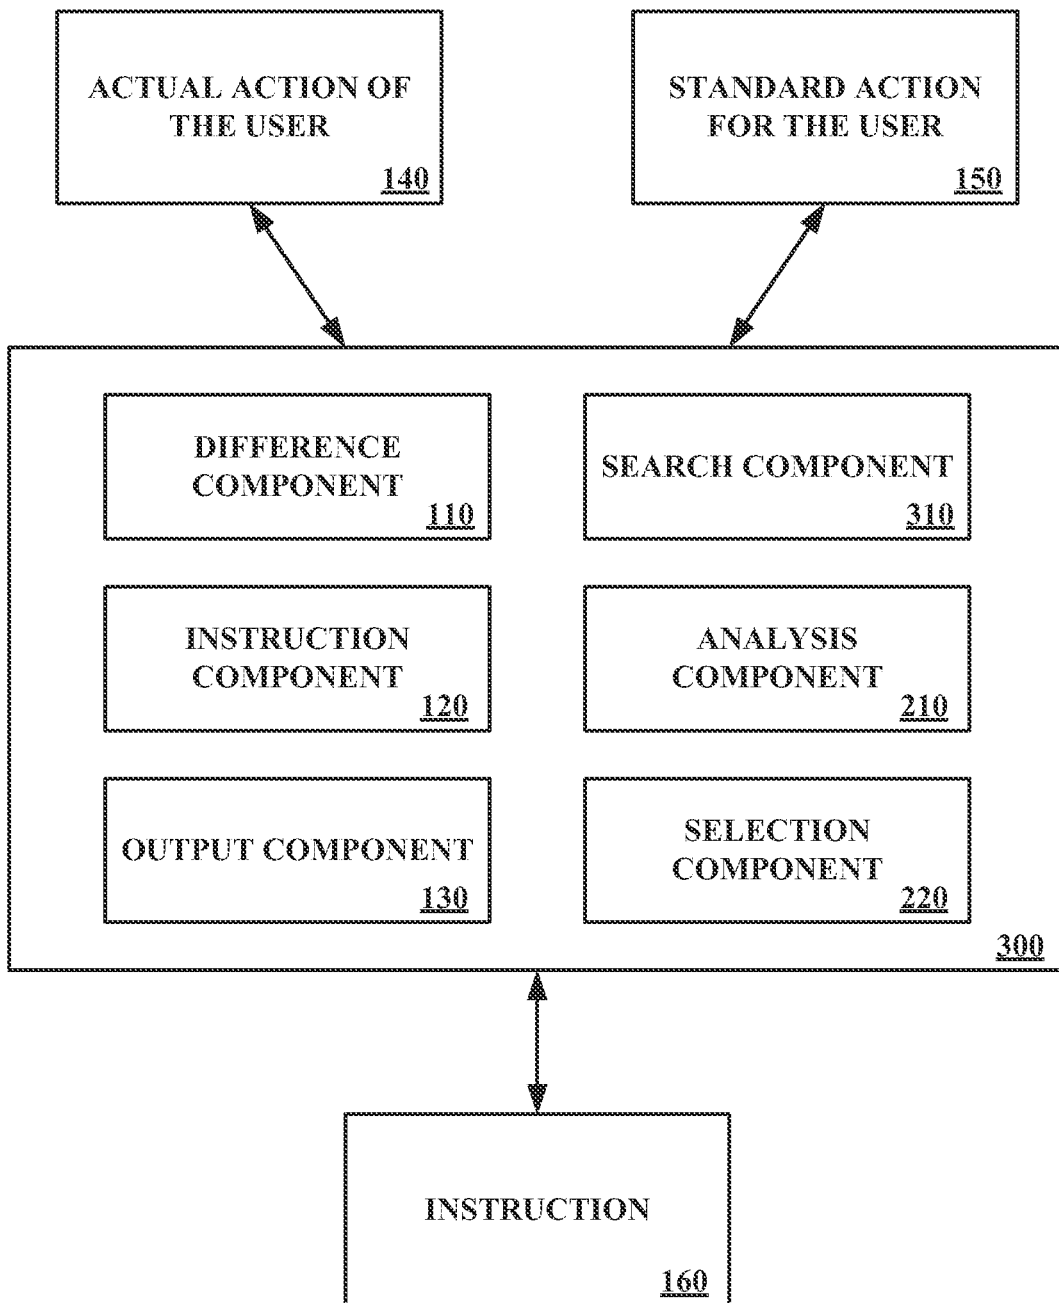 ACTUAL ACTION OF
THE USER
140
STANDARD ACTION
FOR THE USER
150
DIFFERENCE
COMPONENT
110
SEARCH COMPONENT
310
INSTRUCTION
COMPONENT
120
ANALYSIS
COMPONENT
210
OUTPUT COMPONENT
130
SELECTION
COMPONENT
220
300
INSTRUCTION
160